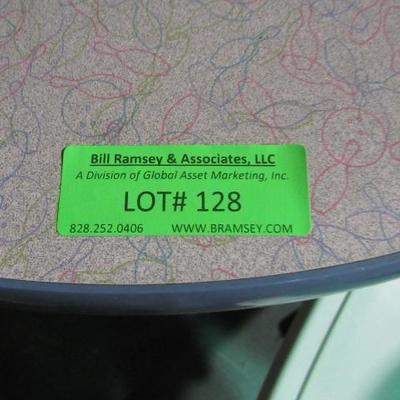 Bill Ramsey & Associates, LLC
A Division of Global Asset Marketing, Inc.
LOT# 128
828.252.0406 WWW.BRAMSEY.COM